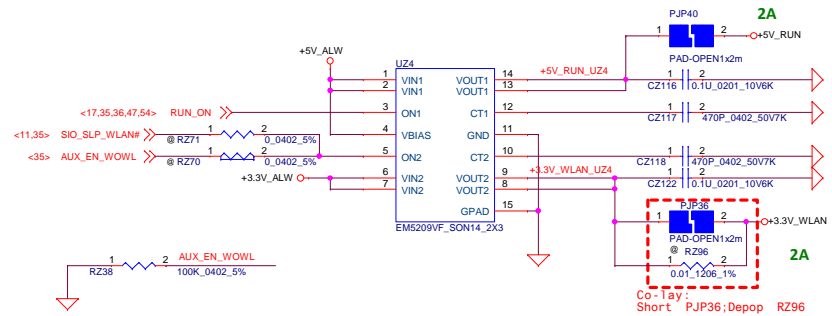 PJP40
2A
1 2
+5V_RUN
PAD-OPEN1x2m
+5V_ALW
UZ4
1 VIN1 VOUT1 14 +5V_RUN_UZ4
2 VIN1 VOUT1 13
1 2
CZ116 0.1U_0201_10V6K
<17,35,36,47,54> RUN_ON
3 ON1 CT1 12
1 2
CZ117 470P_0402_50V7K
<11,35> SIO_SLP_WLAN#
1 2
@ RZ71 0_0402_5%
4 VBIAS GND 11
<35> AUX_EN_WOWL
1 2
@ RZ70 0_0402_5%
5 ON2 CT2 10
1 2
CZ118 470P_0402_50V7K
+3.3V_ALW
6 VIN2 VOUT2 9 +3.3V_WLAN_UZ4
7 VIN2 VOUT2 8
1 2
CZ122 0.1U_0201_10V6K
GPAD 15
EM5209VF_SON14_2X3
PJP36
1 2
+3.3V_WLAN
PAD-OPEN1x2m
@ RZ96
1 2
0.01_1206_1%
2A
1 2 AUX_EN_WOWL
RZ38 100K_0402_5%
Co-lay:
Short PJP36;Depop RZ96